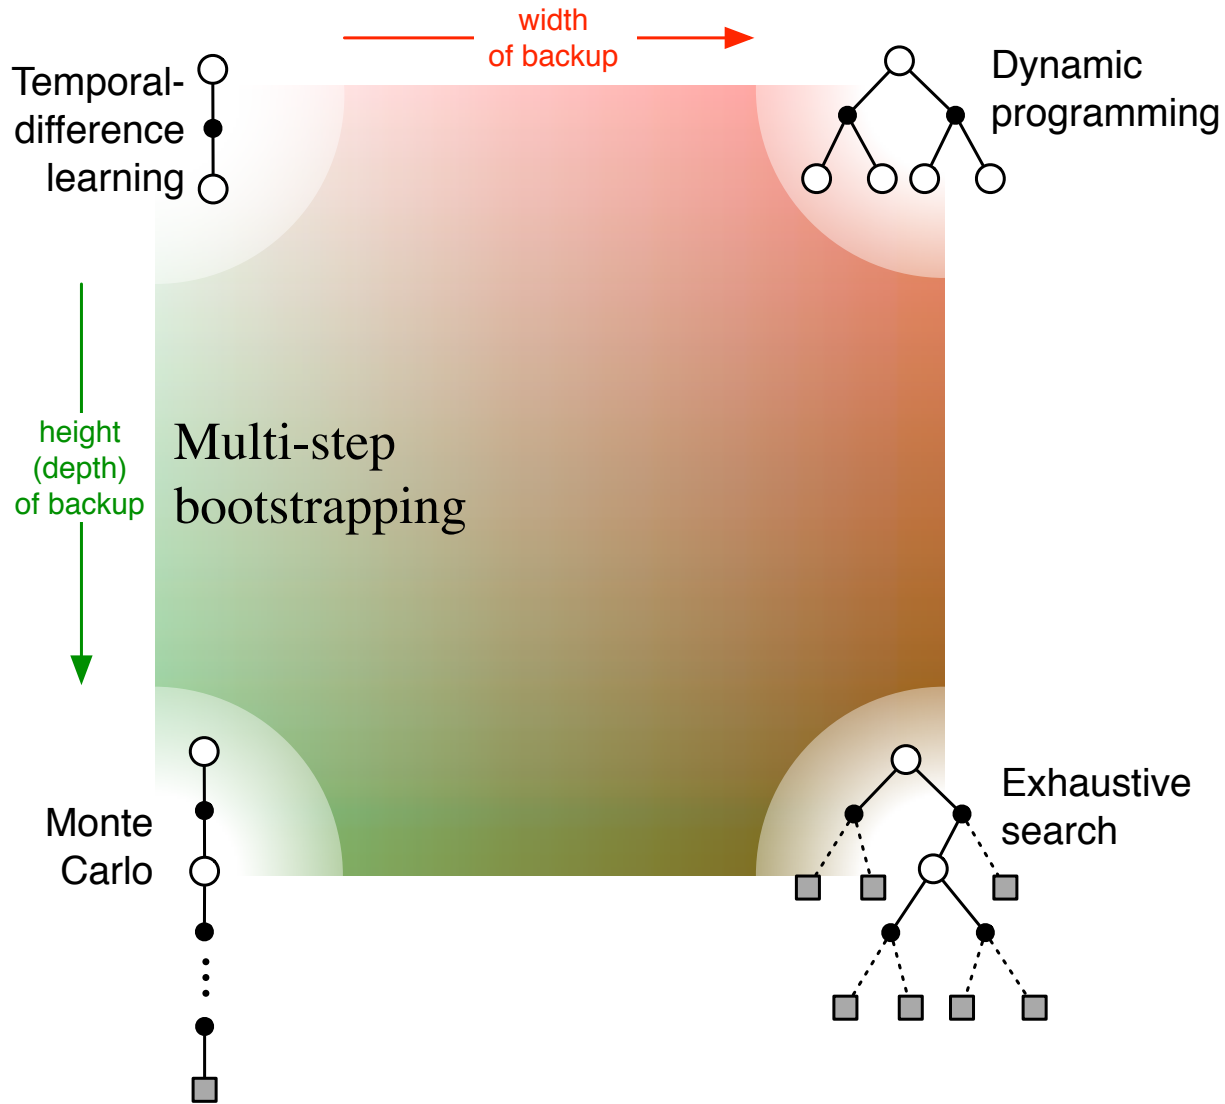 width
of backup
Temporal-
difference
learning
Dynamic
programming
height
(depth)
of backup
Multi-step
bootstrapping
Monte
Carlo
Exhaustive
search